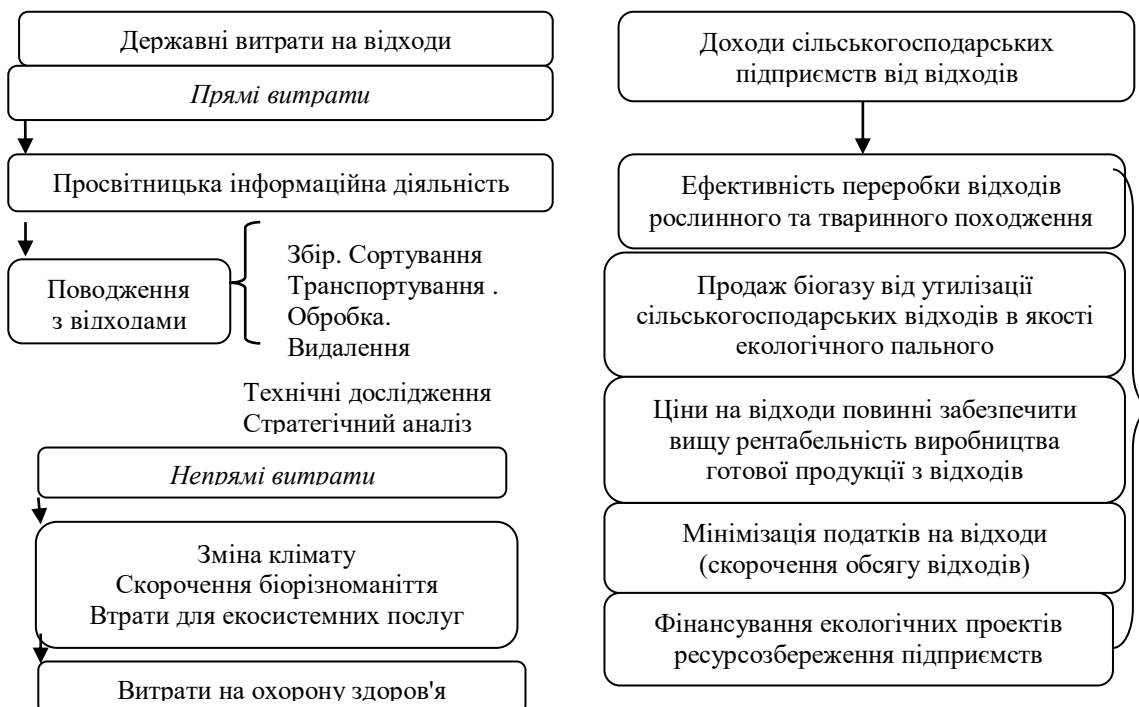 Державні витрати на відходи
Прямі витрати
Просвітницька інформаційна діяльність
Поводження
з відходами
Збір. Сортування
Транспортування .
Обробка.
Видалення
Технічні дослідження
Стратегічний аналіз
Непрямі витрати
Зміна клімату
Скорочення біорізноманіття
Втрати для екосистемних послуг
Витрати на охорону здоров'я
Доходи сільськогосподарських
підприємств від відходів
Ефективність переробки відходів
рослинного та тваринного походження
Продаж біогазу від утилізації
сільськогосподарських відходів в якості
екологічного пального
Ціни на відходи повинні забезпечити
вищу рентабельність виробництва
готової продукції з відходів
Мінімізація податків на відходи
(скорочення обсягу відходів)
Фінансування екологічних проектів
ресурсозбереження підприємств